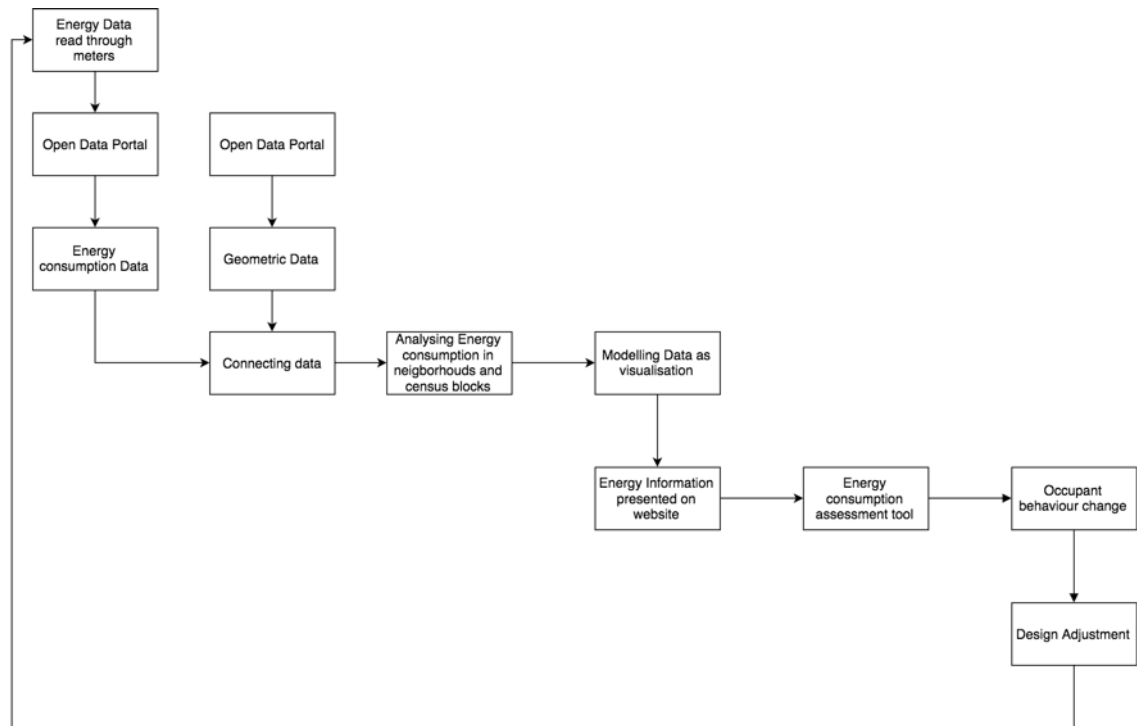 Energy Data
read through
meters
Open Data Portal
Open Data Portal
Energy
consumption Data
Geometric Data
Connecting data
Analysing Energy
consumption in
neigborhouds and
census blocks
Modelling Data as
visualisation
Energy Information
presented on
website
Energy
consumption
assessment tool
Occupant
behaviour change
Design Adjustment